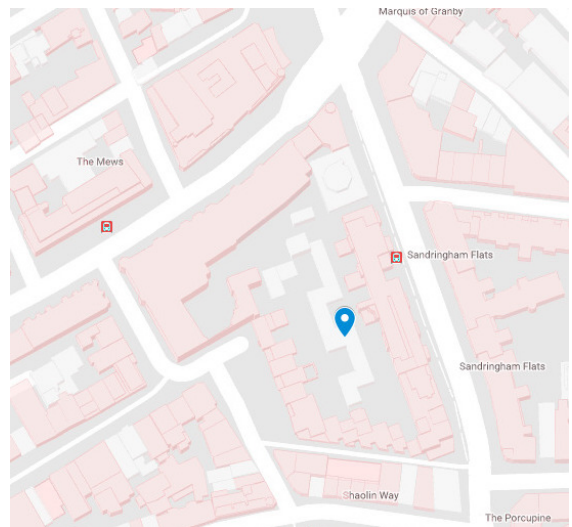 Marquis of Granby
The Mews
Sandringham Flats
Sandringham Flats
Shaolin Way
The Porcupine